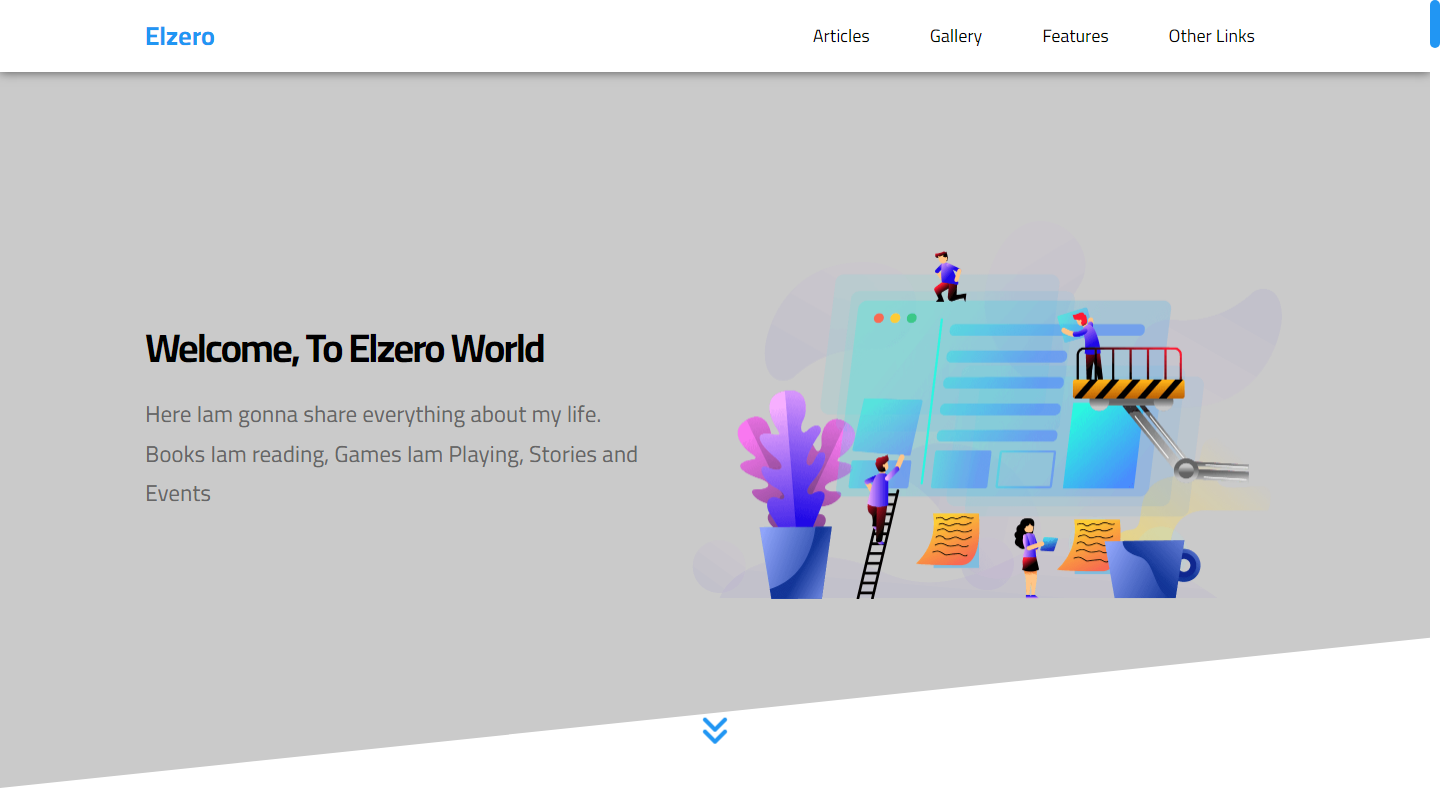 Elzero
Articles
Gallery
Features
Other Links
Welcome, To Elzero World
Here Iam gonna share everything about my life.
Books Iam reading, Games Iam Playing, Stories and
Events